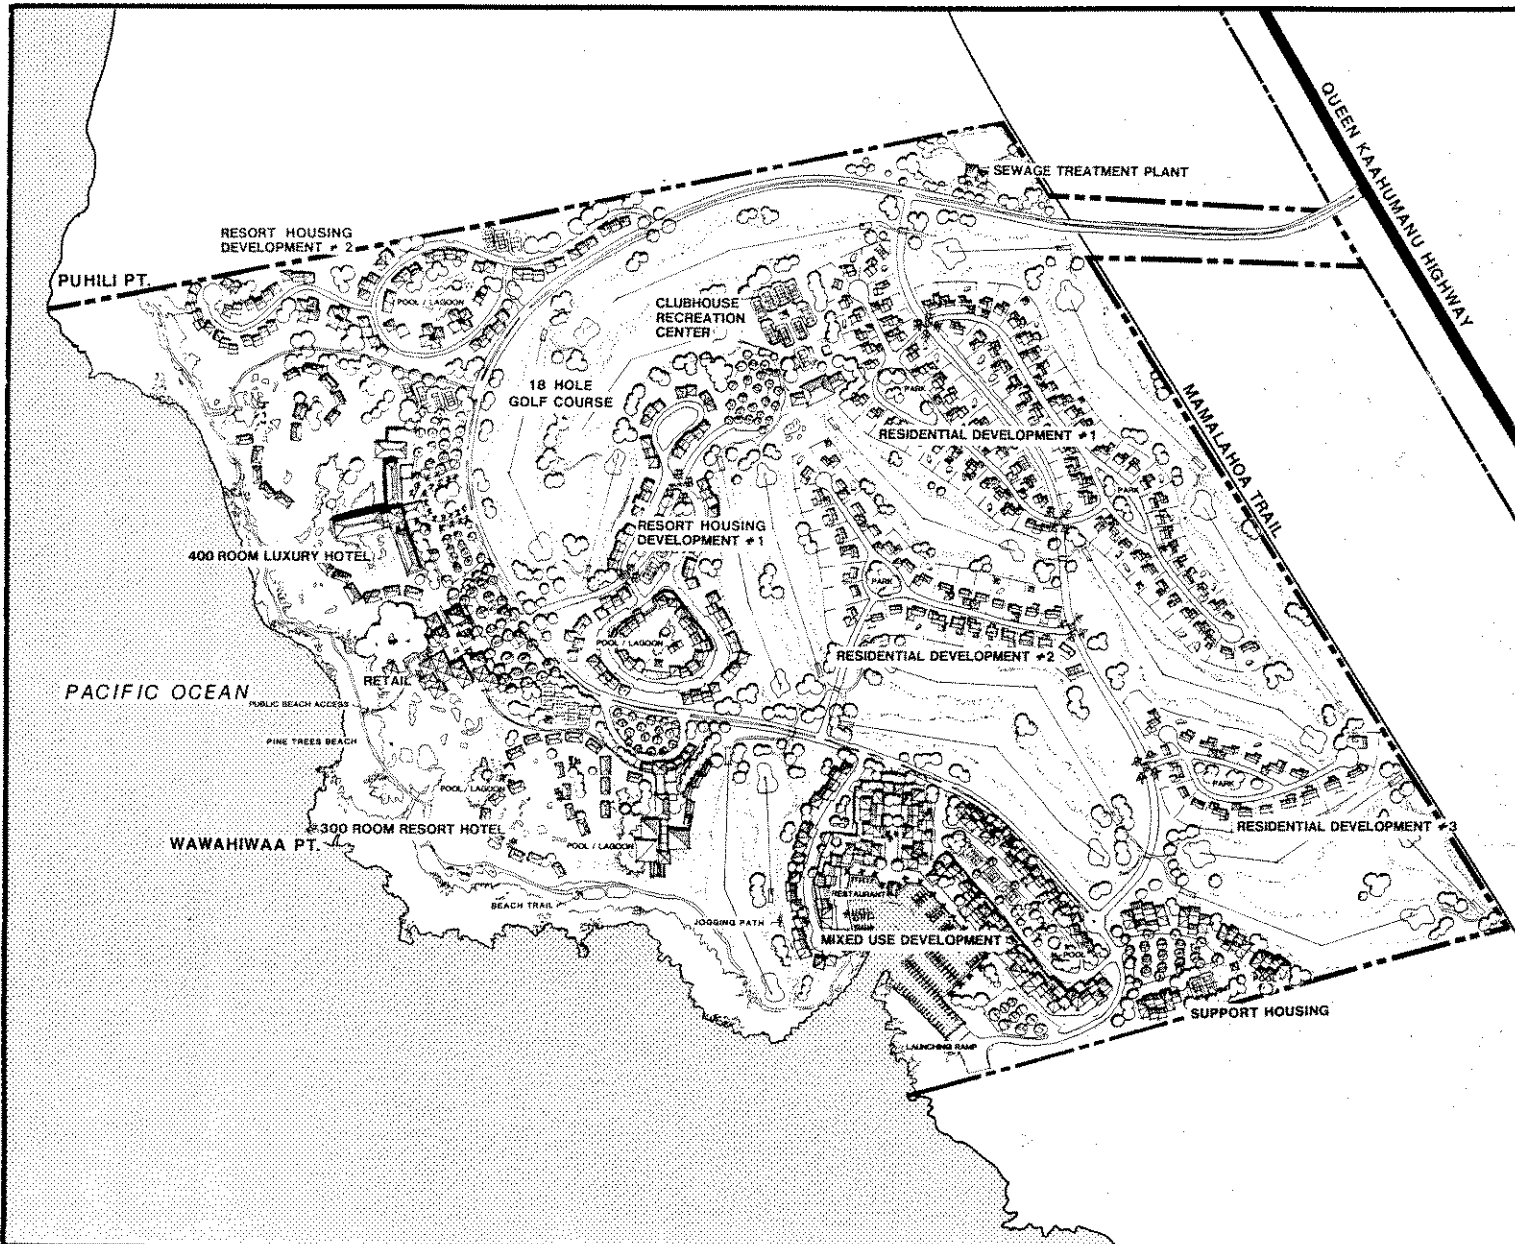 QUEEN KAAHUMANU HIGHWAY
SEWAGE TREATMENT PLANT
RESORT HOUSING
DEVELOPMENT #2
PUHILI PT.
POOL / LAGOON
CLUBHOUSE
RECREATION
CENTER
18 HOLE
GOLF COURSE
PARK
MAMALAHOA TRAIL
RESIDENTIAL DEVELOPMENT #1
PARK
RESORT HOUSING
DEVELOPMENT #1
400 ROOM LUXURY HOTEL
PARK
POOL / LAGOON
RESIDENTIAL DEVELOPMENT #2
RETAIL
PACIFIC OCEAN
PUBLIC BEACH ACCESS
PINE TREES BEACH
POOL / LAGOON
PARK
300 ROOM RESORT HOTEL
RESIDENTIAL DEVELOPMENT #3
WAWAHIWAA PT.
POOL / LAGOON
RESTAURANT
BEACH TRAIL
JOGGING PATH
MIXED USE DEVELOPMENT
POOL
POOL
SUPPORT HOUSING
LAUNCHING RAMP